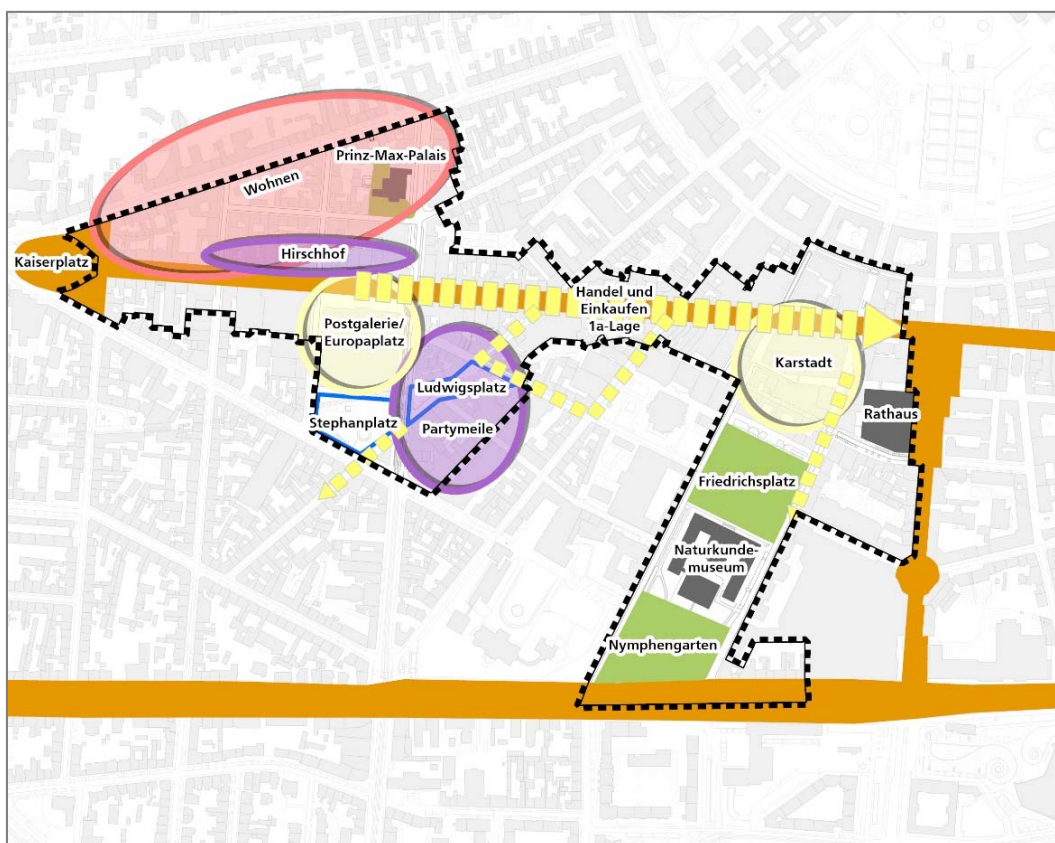 Prinz-Max-Palais
Wohnen
Hirschhof
Kaiserplatz
Handel und
Einkaufen
1a-Lage
Postgalerie/
Europaplatz
Karstadt
Ludwigsplatz
Rathaus
Stephanplatz
Partymeile
Friedrichsplatz
Naturkunde-
museum
Nymphengarten